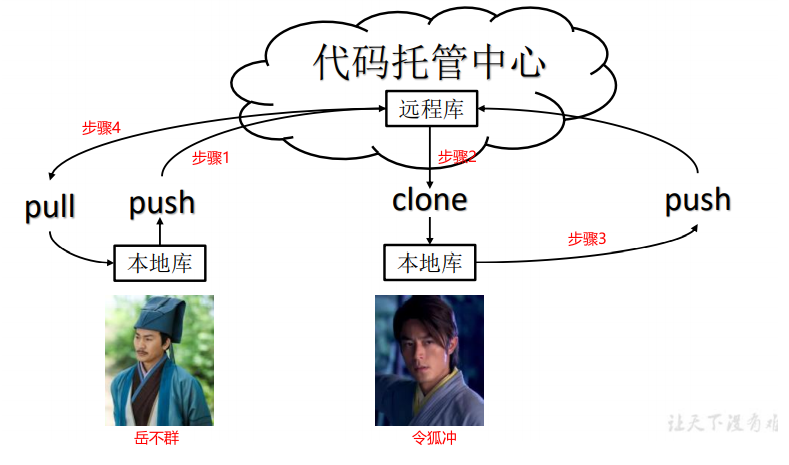 代码托管中心
远程库
步骤4
步骤1
步骤2
pull
push
clone
push
步骤3
本地库
本地库
岳不群
令狐冲
让天下没有难